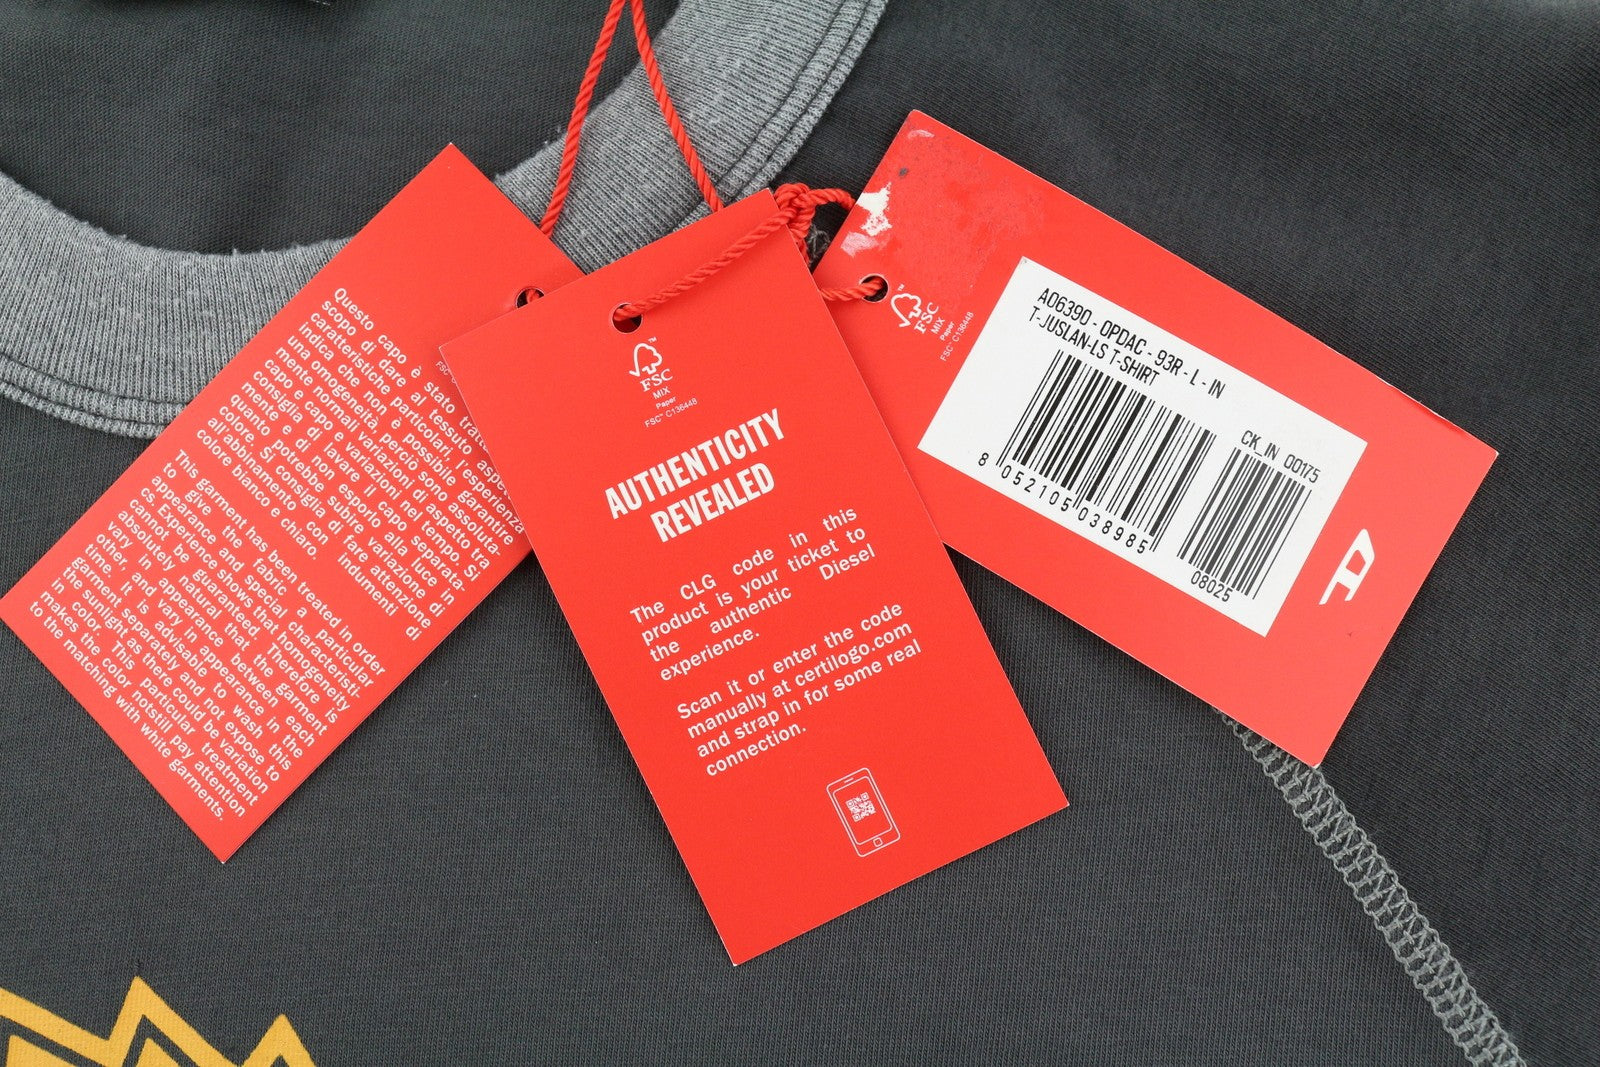 Questo capo è stato tratta
scopo di dare al tessuto aspe
caratteristiche particolari, l'esperienza
indica che non è possibile garantire
una omogeneità, perciò sono assoluta-
mente normali variazioni di aspetto tra
capo e capo e variazioni nel tempo. Si
consiglia di lavare il capo separata-
mente e di non esporlo alla luce in
quanto potrebbe subire variazione di
colore. Si consiglia di fare attenzione
all'abbinamento con indumenti di
colore bianco e chiaro.
This garment has been treated in order
to give the fabric a particular
appearance and special characteristi-
cs. Experience shows that homogeneity
cannot be guaranteed. Therefore is
absolutely natural that the garment
vary in appearance between each
other, and vary in appearance in the
time. It is advisable to wash this
garment separately and not expose to
the sunlight as there could be variation
in color. This particular treatment
makes the color notstill pay attention
to the matching with white garments.
FSC
MIX
Paper
FSC™ C136448
AUTHENTICITY
REVEALED
The CLG code in this
product is your ticket to
the authentic Diesel
experience.
Scan it or enter the code
manually at certilogo.com
and strap in for some real
connection.
FSC
MIX
Paper
FSC™ C136448
A06390 - 0PDAC - 93R - L - IN
T-JUSLAN-LS T-SHIRT
CK_IN 00175
8 052105 038985
08025
D